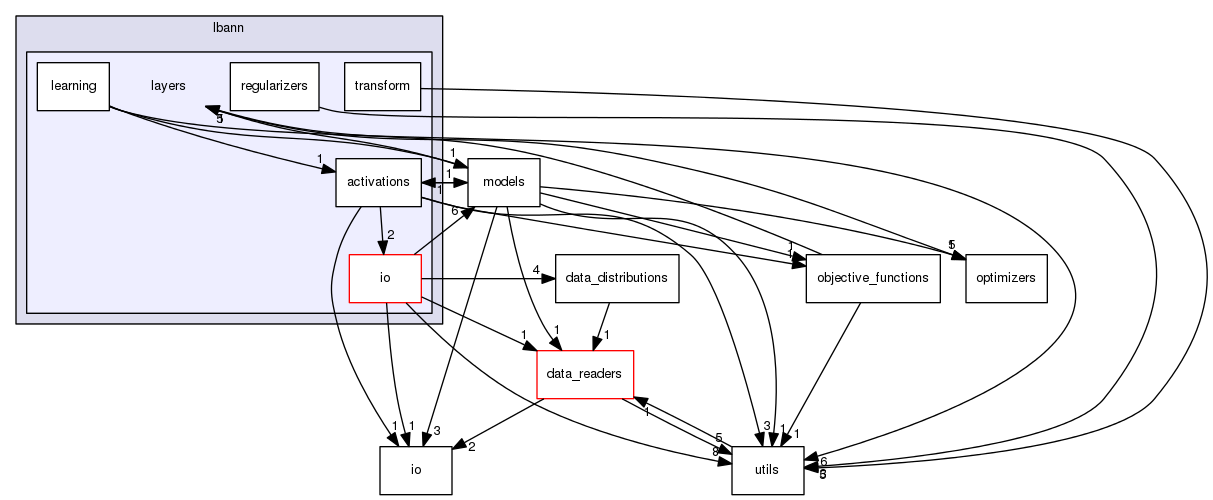 lbann
learning
layers
regularizers
transform
5
1
1
activations
1
1
models
6
2
1
1
1
5
io
4
data_distributions
objective_functions
optimizers
1
1
1
data_readers
1
1
1
3
2
5
8
3
1
1
6
io
utils